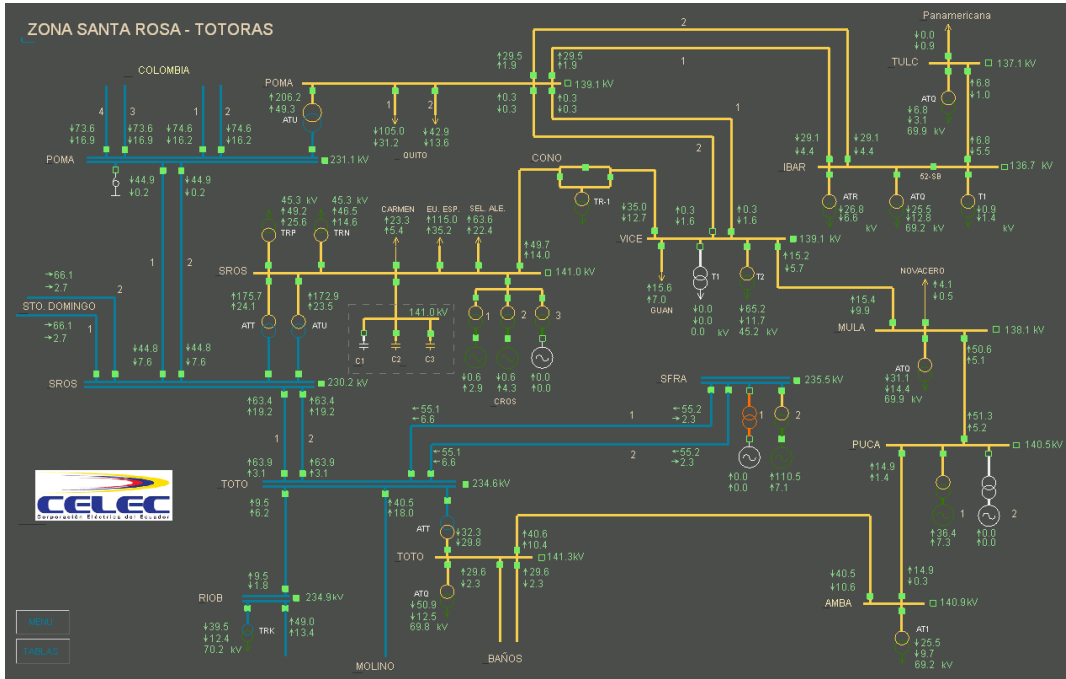 ZONA SANTA ROSA - TOTORAS
COLOMBIA
4 3 1 2
↓73.6 ↓73.6 ↓74.6 ↓74.6
↓16.9 ↓16.9 ↓16.2 ↓16.2
POMA
231.1 kV
↓44.9 ↓44.9
↓0.2 ↓0.2
1 2
POMA
139.1 kV
↑206.2
↑49.3
ATU
1 2
↓105.0 ↓42.9
↓31.2 ↓13.6
QUITO
↑29.5 ↑29.5
↑1.9 ↑1.9
↑0.3 ↑0.3
↓0.3 ↓0.3
2
1
1
2
Panamericana
↓0.0
↓0.9
TULC
137.1 kV
ATQ
↓6.8
↓3.1
69.9 kV
↑6.8
↓1.0
↑6.8
5.5
↓29.1 ↓29.1
↓4.4 ↓4.4
IBAR
52-SB
136.7 kV
ATR
↓26.8
↓6.6
kV
ATQ
↓25.5
↓12.8
69.2 kV
T1
↓0.9
↓1.4
kV
CONO
TR-1
↓35.0
↓12.7
↑0.3 ↑0.3
↓1.6 ↓1.6
VICE
139.1 kV
↑15.6
↑7.0
GUAN
T1
↓0.0
↓0.0
0.0 kV
T2
↓65.2
↓11.7
45.2 kV
↑15.2
↓5.7
45.3 kV
↑49.2
↑25.6
TRP
45.3 kV
↑46.5
↑14.6
TRN
CARMEN
↑23.3
↑5.4
EU. ESP.
↑115.0
↑35.2
SEL. ALE.
↑63.6
↑22.4
↑49.7
↑14.0
SROS
141.0 kV
↑175.7
↑24.1
ATT
↑172.9
↑23.5
ATU
141.0 kV
C1 C2 C3
1 2 3
↓0.6 ↓0.6 ↑0.0
↑2.9 ↑4.3 ↑0.0
CROS
→66.1
→2.7
STO. DOMINGO
2
→66.1
→2.7
1
↓44.8 ↓44.8
↓7.6 ↓7.6
SROS
230.2 kV
↑63.4 ↑63.4
↑19.2 ↑19.2
1 2
↑63.9 ↑63.9
↑3.1 ↑3.1
NOVACERO
↑4.1
↓0.5
↑15.4
↓9.9
MULA
138.1 kV
ATQ
↓31.1
↓14.4
69.9 kV
↑50.6
↑5.1
↑51.3
↑5.2
PUCA
140.5kV
↑14.9
↑1.4
1
↑36.4
↑7.3
2
↑0.0
↑0.0
SFRA
235.5kV
←55.1
←6.6
1
←55.2
→2.3
←55.1
←6.6
2
←55.2
→2.3
1
↑0.0
↑0.0
2
↑110.5
↑7.1
CELEC
Corporación Eléctrica del Ecuador
TOTO
234.6kV
↑9.5
↑6.2
↑40.5
↑18.0
ATT
↓32.3
↓29.8
TOTO
141.3kV
↑40.6
↑10.4
ATQ
↓50.9
↓12.5
69.8 kV
↑29.6 ↑29.6
↓2.3 ↓2.3
BAÑOS
↑9.5
↓1.8
RIOB
234.9kV
↓39.5
↓12.4
70.2 kV
TRK
↑49.0
↑13.4
MOLINO
↓40.5
↓10.6
↑14.9
↓0.3
AMBA
140.9kV
AT1
↓25.5
↓9.7
69.2 kV
MENU
TABLAS